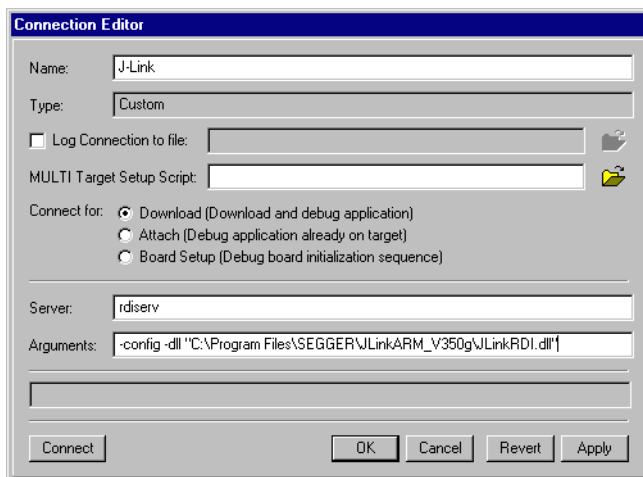 Connection Editor
Name: J-Link
Type: Custom
Log Connection to file:
MULTI Target Setup Script:
Connect for: Download (Download and debug application)
Attach (Debug application already on target)
Board Setup (Debug board initialization sequence)
Server: rdiserv
Arguments: -config -dll "C:\Program Files\SEGGER\JLinkARM_V350g\JLinkRDI.dll"
Connect OK Cancel Revert Apply